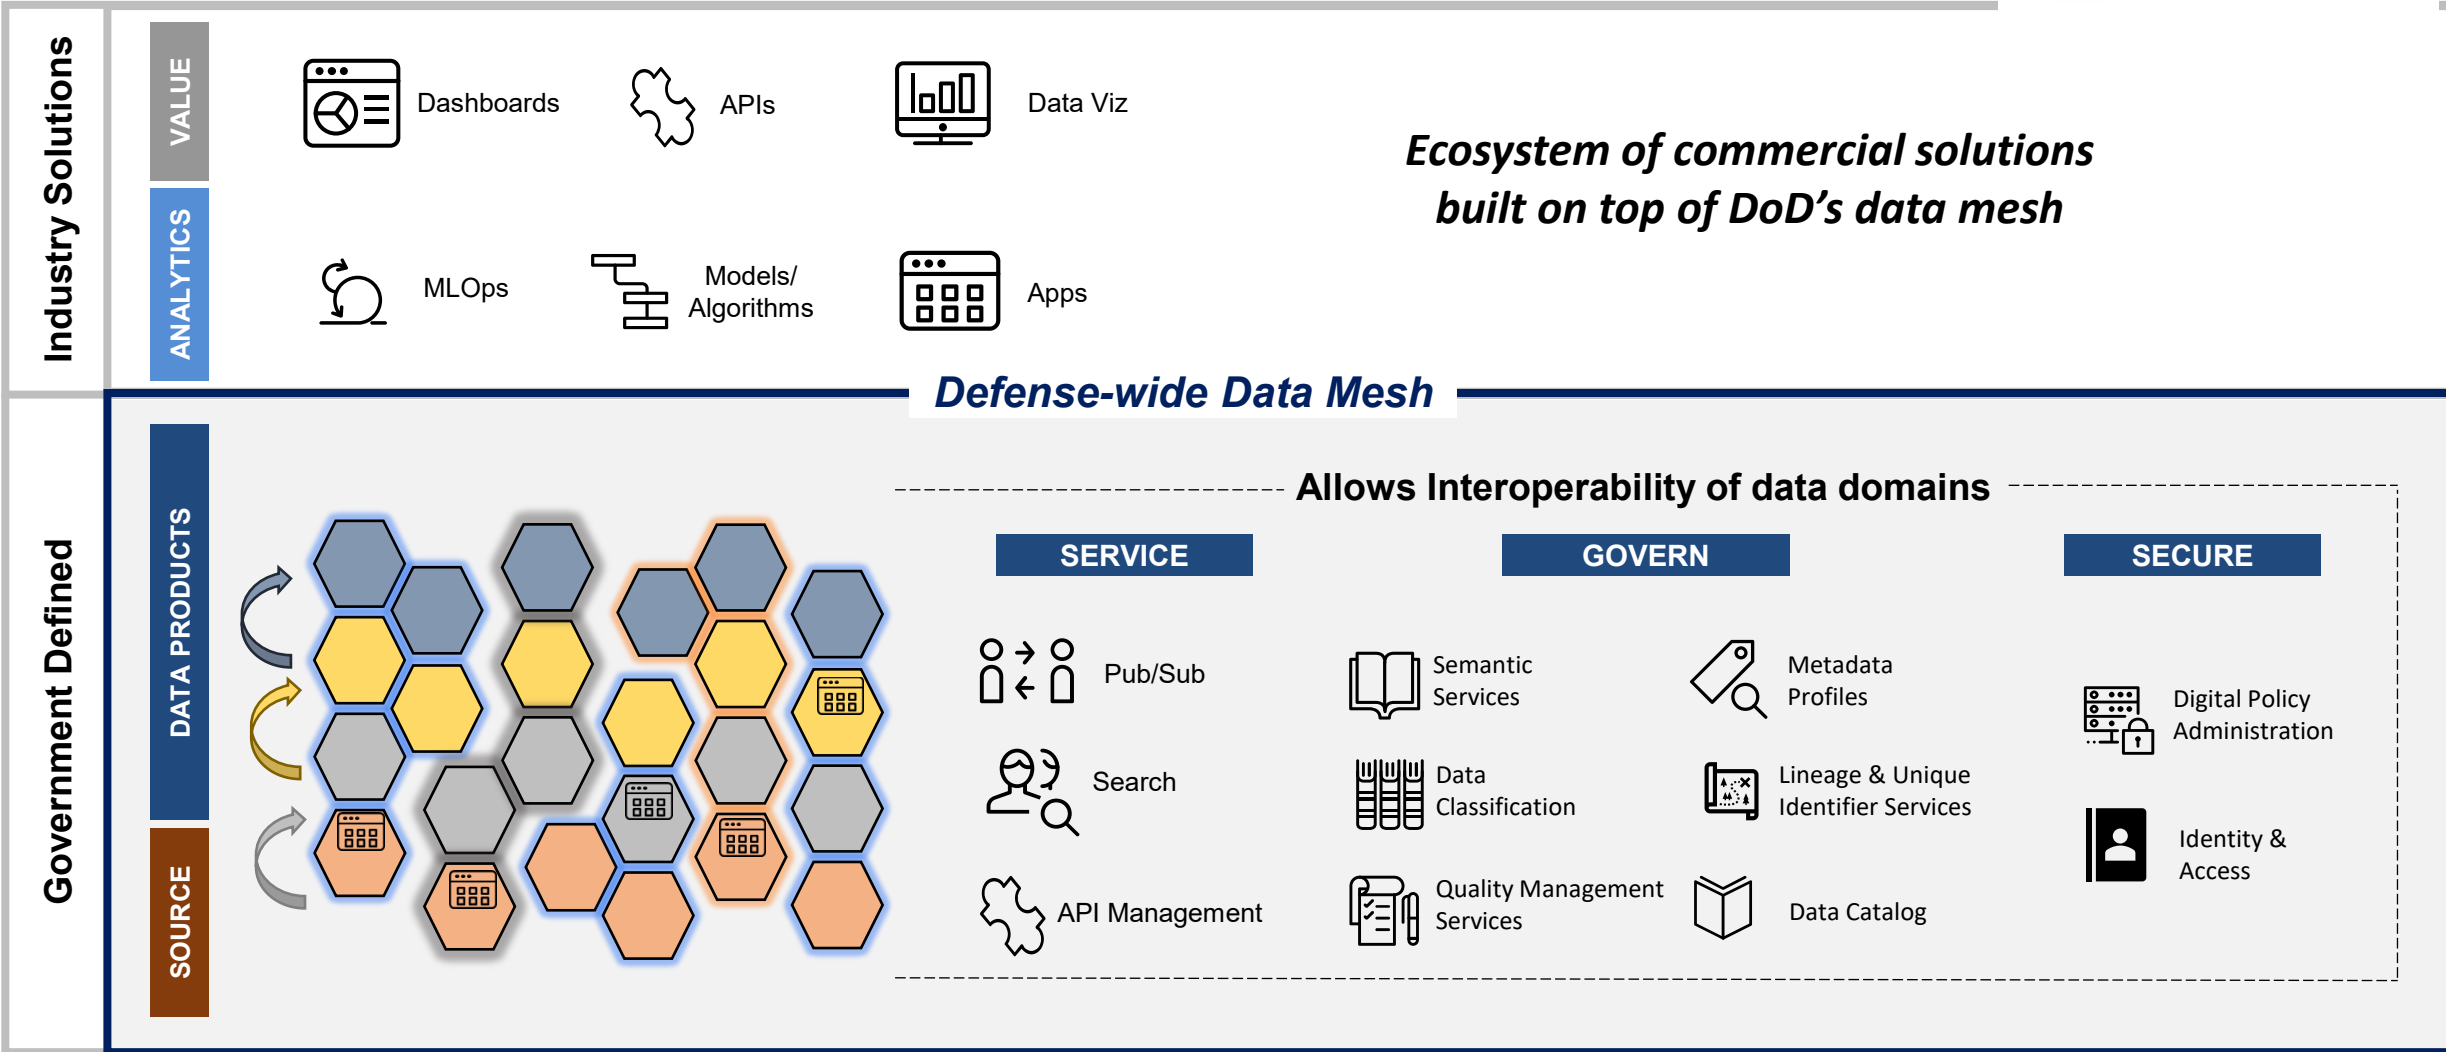 Industry Solutions
VALUE
Dashboards
APIs
Data Viz
Ecosystem of commercial solutions
built on top of DoD’s data mesh
ANALYTICS
MLOps
Models/
Algorithms
Apps
Defense-wide Data Mesh
Government Defined
DATA PRODUCTS
SOURCE
Allows Interoperability of data domains
SERVICE
Pub/Sub
Search
API Management
GOVERN
Semantic
Services
Metadata
Profiles
Data
Classification
Lineage & Unique
Identifier Services
Quality Management
Services
Data Catalog
SECURE
Digital Policy
Administration
Identity &
Access